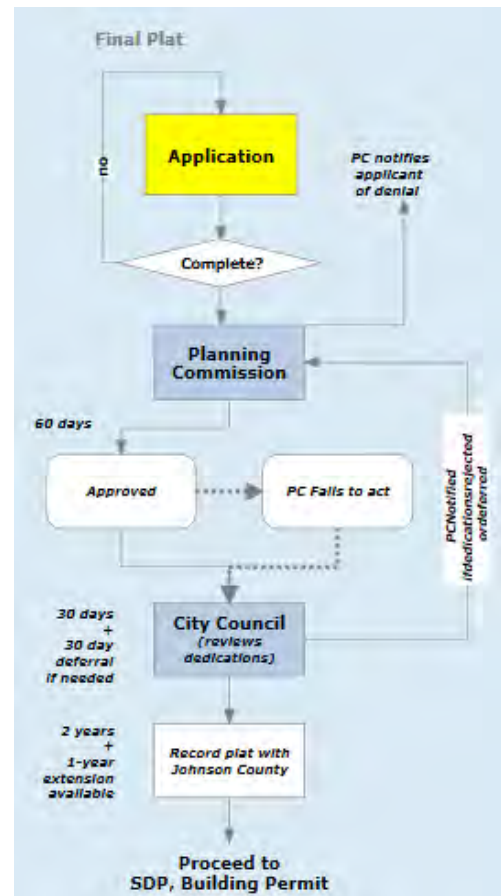 Final Plat
Application
no
PC notifies
applicant
of denial
Complete?
Planning
Commission
60 days
Approved
PC Fails to act
PCNotified
ifdedicationsrejected
ordeferred
30 days
+
30 day
deferral
if needed
City Council
(reviews
dedications)
2 years
+
1-year
extension
available
Record plat with
Johnson County
Proceed to
SDP, Building Permit